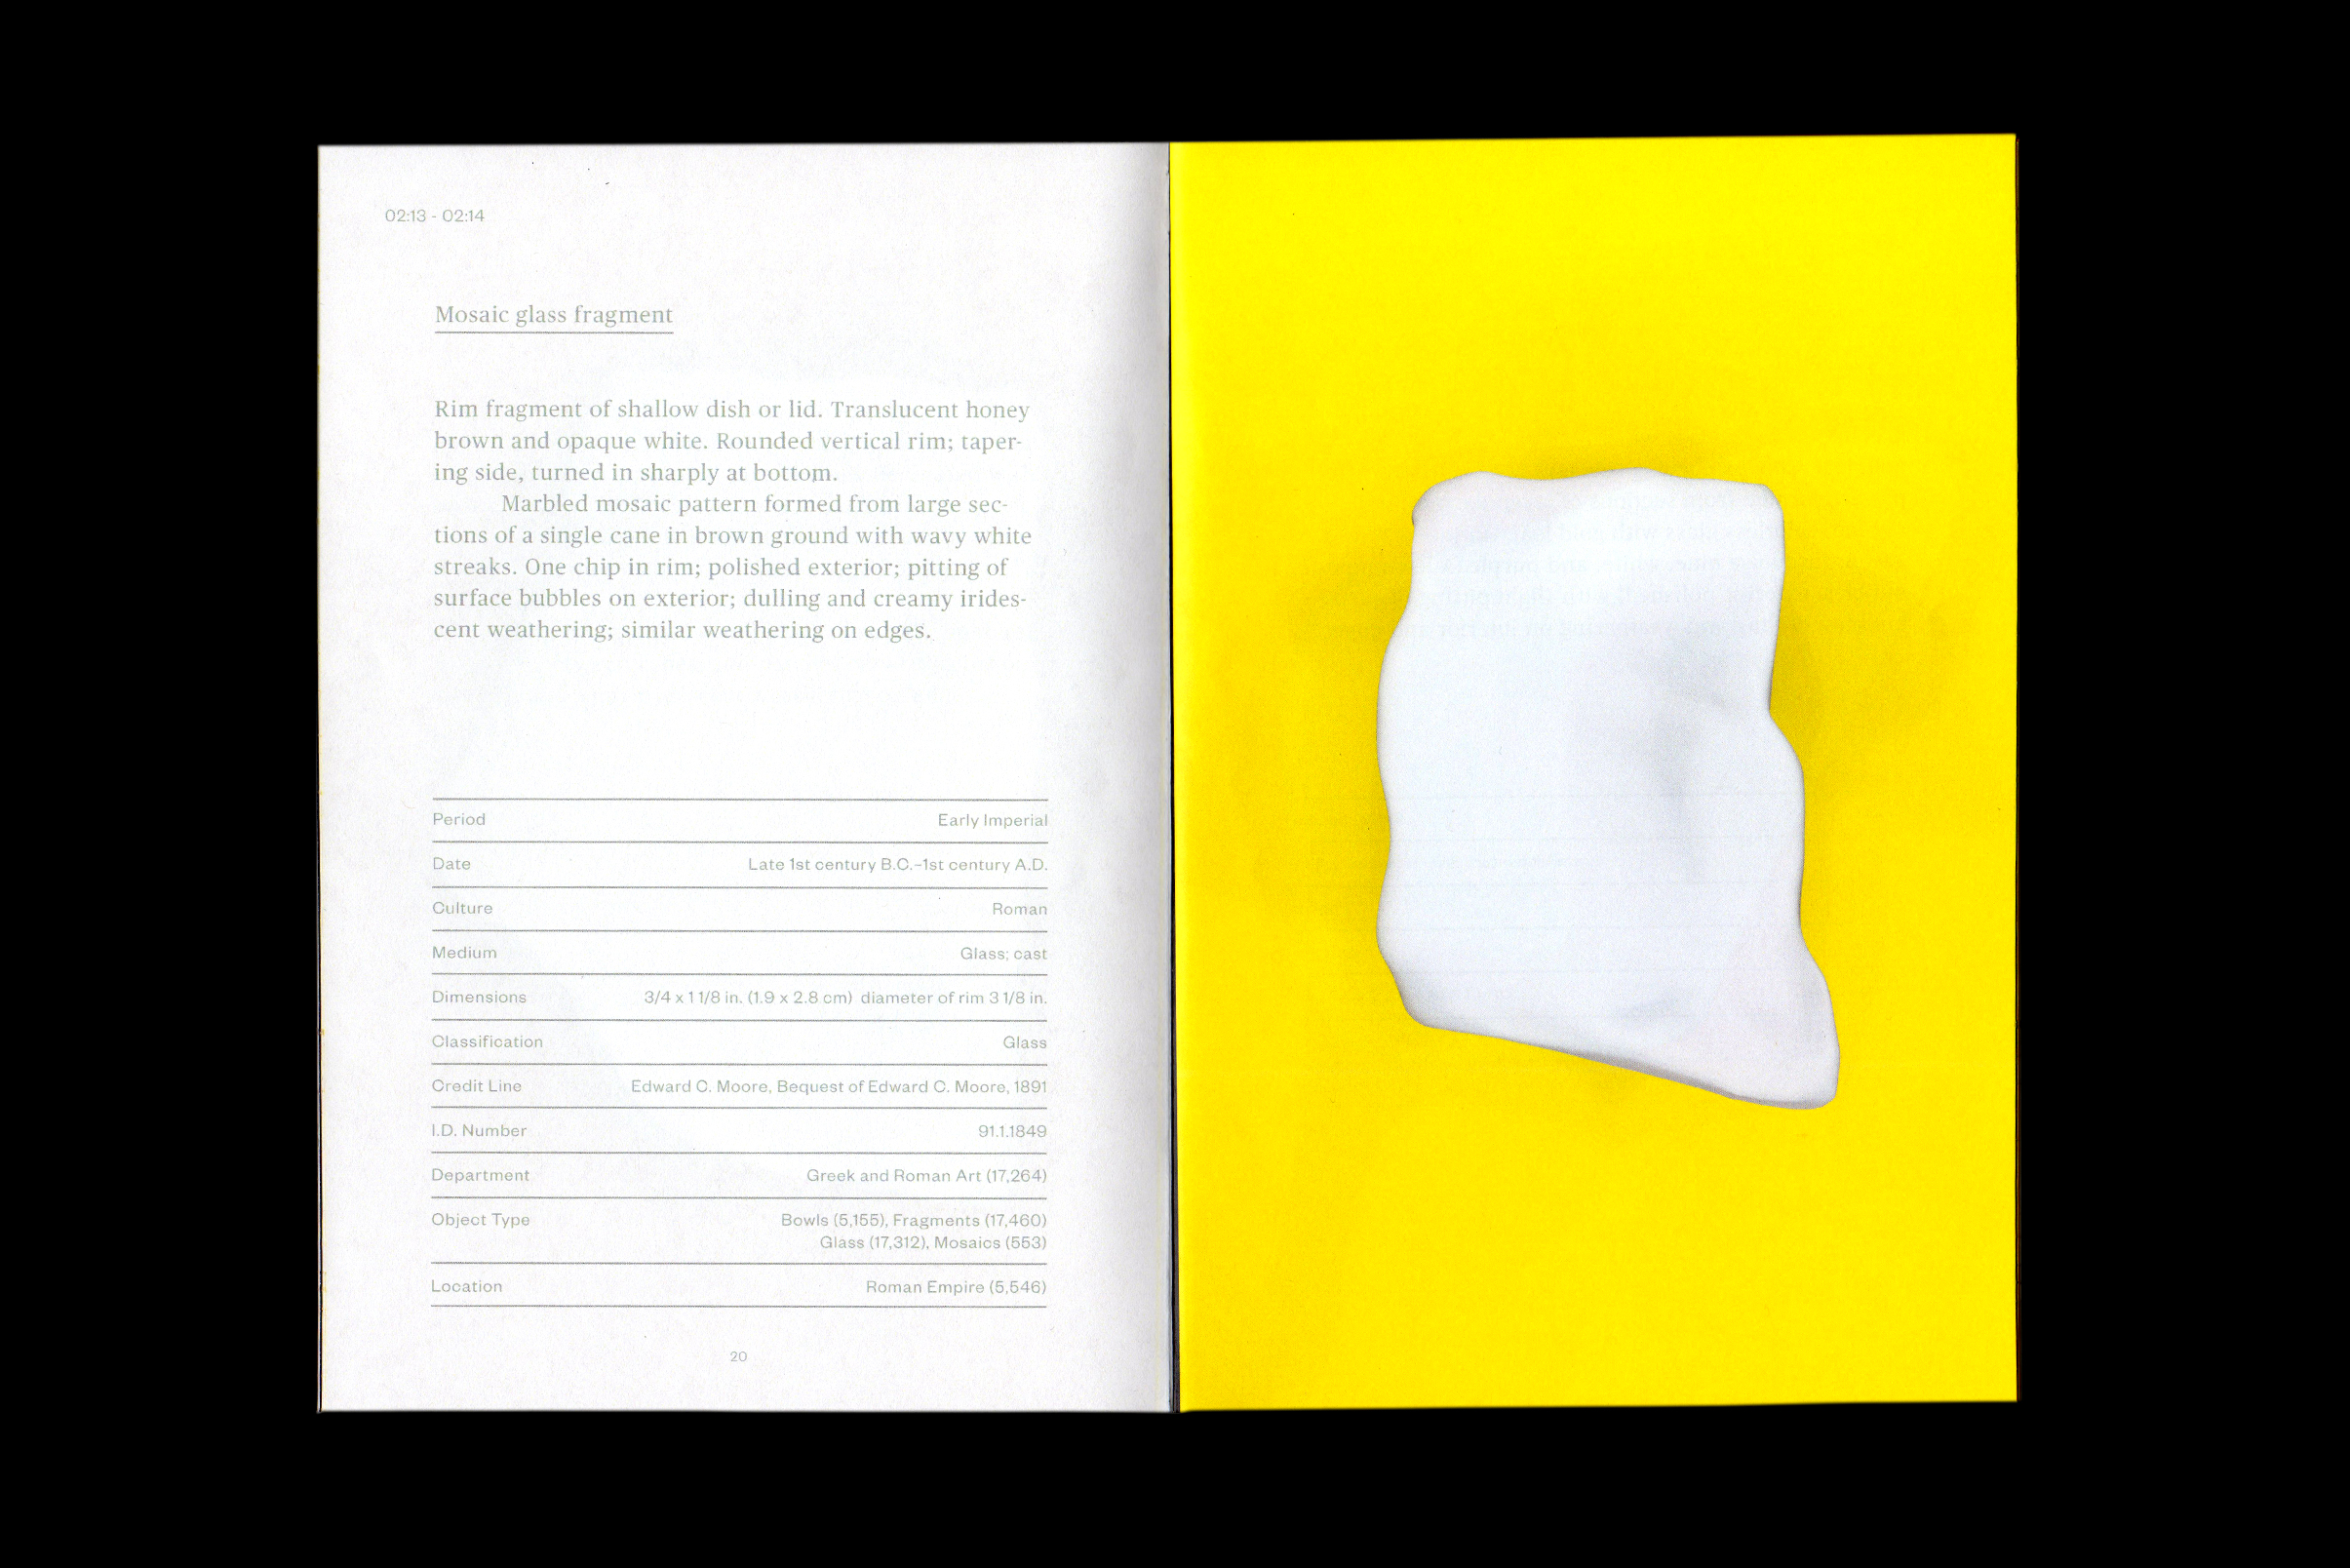 02:13 - 02:14
Mosaic glass fragment
Rim fragment of shallow dish or lid. Translucent honey
brown and opaque white. Rounded vertical rim; taper-
ing side, turned in sharply at bottom.
Marbled mosaic pattern formed from large sec-
tions of a single cane in brown ground with wavy white
streaks. One chip in rim; polished exterior; pitting of
surface bubbles on exterior; dulling and creamy irides-
cent weathering; similar weathering on edges.
Period Early Imperial
Date Late 1st century B.C.–1st century A.D.
Culture Roman
Medium Glass; cast
Dimensions 3/4 x 1 1/8 in. (1.9 x 2.8 cm) diameter of rim 3 1/8 in.
Classification Glass
Credit Line Edward C. Moore, Bequest of Edward C. Moore, 1891
I.D. Number 91.1.1849
Department Greek and Roman Art (17,264)
Object Type Bowls (5,155), Fragments (17,460)
Glass (17,312), Mosaics (553)
Location Roman Empire (5,546)
20